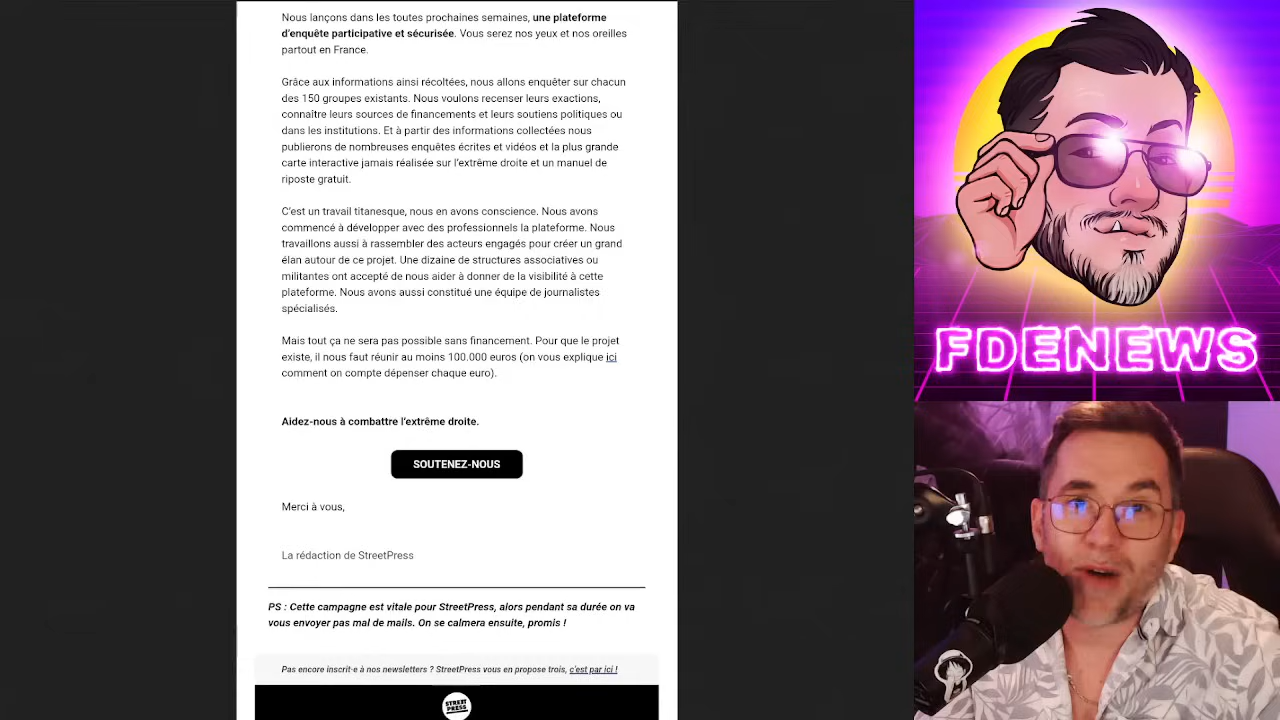 Nous lançons dans les toutes prochaines semaines, une plateforme
d’enquête participative et sécurisée. Vous serez nos yeux et nos oreilles
partout en France.
Grâce aux informations ainsi récoltées, nous allons enquêter sur chacun
des 150 groupes existants. Nous voulons recenser leurs exactions,
connaître leurs sources de financements et leurs soutiens politiques ou
dans les institutions. Et à partir des informations collectées nous
publierons de nombreuses enquêtes écrites et vidéos et la plus grande
carte interactive jamais réalisée sur l’extrême droite et un manuel de
riposte gratuit.
C’est un travail titanesque, nous en avons conscience. Nous avons
commencé à développer avec des professionnels la plateforme. Nous
travaillons aussi à rassembler des acteurs engagés pour créer un grand
élan autour de ce projet. Une dizaine de structures associatives ou
militantes ont accepté de nous aider à donner de la visibilité à cette
plateforme. Nous avons aussi constitué une équipe de journalistes
spécialisés.
Mais tout ça ne sera pas possible sans financement. Pour que le projet
existe, il nous faut réunir au moins 100.000 euros (on vous explique ici
comment on compte dépenser chaque euro).
Aidez-nous à combattre l’extrême droite.
SOUTENEZ-NOUS
Merci à vous,
La rédaction de StreetPress
PS : Cette campagne est vitale pour StreetPress, alors pendant sa durée on va
vous envoyer pas mal de mails. On se calmera ensuite, promis !
Pas encore inscrit·e à nos newsletters ? StreetPress vous en propose trois, c’est par ici !
STREET
PRESS
FDENEWS